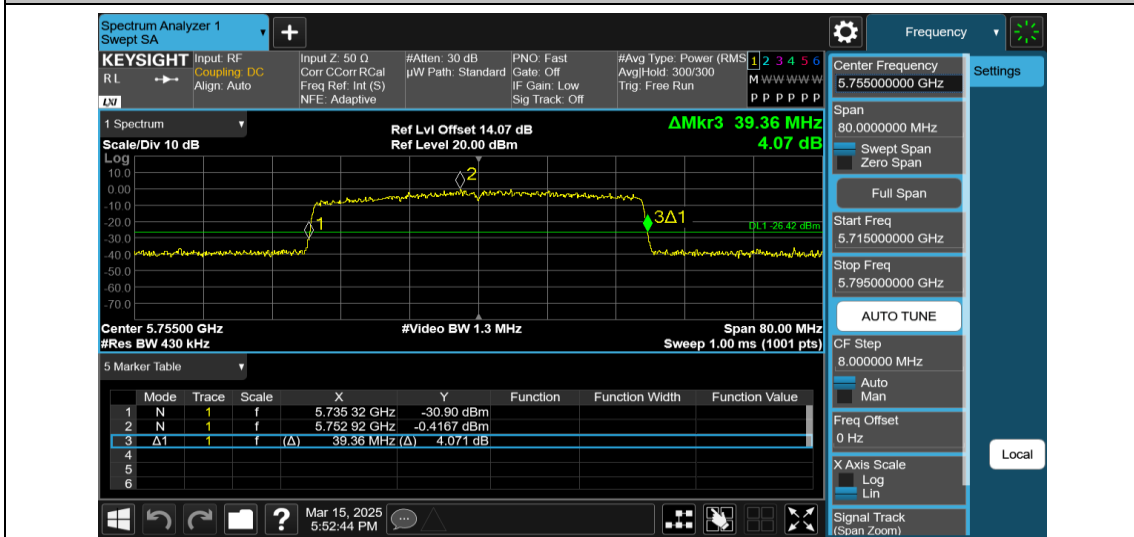 Spectrum Analyzer 1
Swept SA
Frequency
KEYSIGHT
RL
LXI
Input: RF
Coupling: DC
Align: Auto
Input Z: 50 Ω
Corr CCorr RCal
Freq Ref: Int (S)
NFE: Adaptive
#Atten: 30 dB
µW Path: Standard
PNO: Fast
Gate: Off
IF Gain: Low
Sig Track: Off
#Avg Type: Power (RMS
Avg|Hold: 300/300
Trig: Free Run
1 2 3 4 5 6
M W W W W W
P P P P P P
1 Spectrum
Scale/Div 10 dB
Ref Lvl Offset 14.07 dB
Ref Level 20.00 dBm
ΔMkr3 39.36 MHz
4.07 dB
Log
10.0
0.00
-10.0
-20.0
-30.0
-40.0
-50.0
-60.0
-70.0
2
1
3Δ1
DL1 -26.42 dBm
Center 5.75500 GHz
#Video BW 1.3 MHz
Span 80.00 MHz
#Res BW 430 kHz
Sweep 1.00 ms (1001 pts)
5 Marker Table
Mode Trace Scale X Y Function Function Width Function Value
1 N 1 f 5.735 32 GHz -30.90 dBm
2 N 1 f 5.752 92 GHz -0.4167 dBm
3 Δ1 1 f (Δ) 39.36 MHz (Δ) 4.071 dB
4
5
6
Mar 15, 2025
5:52:44 PM
Center Frequency
5.755000000 GHz
Settings
Span
80.0000000 MHz
Swept Span
Zero Span
Full Span
Start Freq
5.715000000 GHz
Stop Freq
5.795000000 GHz
AUTO TUNE
CF Step
8.000000 MHz
Auto
Man
Freq Offset
0 Hz
Local
X Axis Scale
Log
Lin
Signal Track
(Span Zoom)